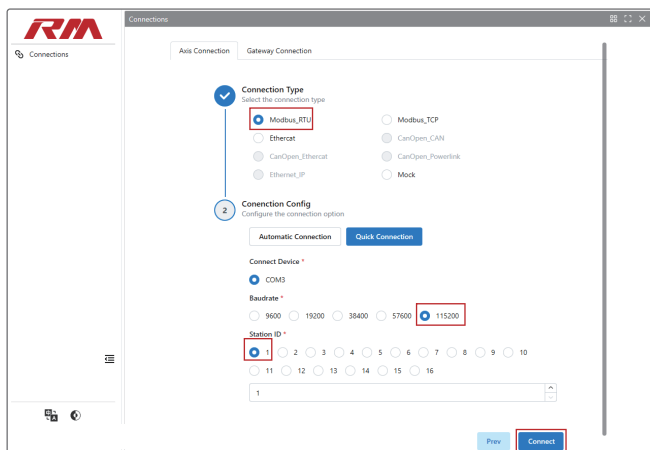 RM
Connections
Connections
Axis Connection Gateway Connection
Connection Type
Select the connection type
Modbus_RTU Modbus_TCP
Ethercat CanOpen_CAN
CanOpen_Ethercat CanOpen_Powerlink
Ethernet_IP Mock
2 Conenction Config
Configure the connection option
Automatic Connection Quick Connection
Connect Device *
COM3
Baudrate *
9600 19200 38400 57600 115200
Station ID *
1 2 3 4 5 6 7 8 9 10
11 12 13 14 15 16
1
Prev Connect